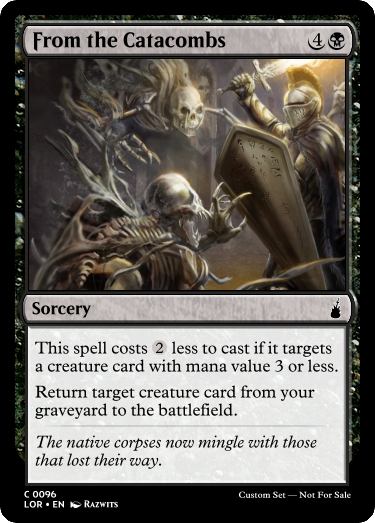 From the Catacombs 4
Sorcery
This spell costs 2 less to cast if it targets
a creature card with mana value 3 or less.
Return target creature card from your
graveyard to the battlefield.
The native corpses now mingle with those
that lost their way.
C 0096
LOR • EN Razwits
Custom Set — Not For Sale